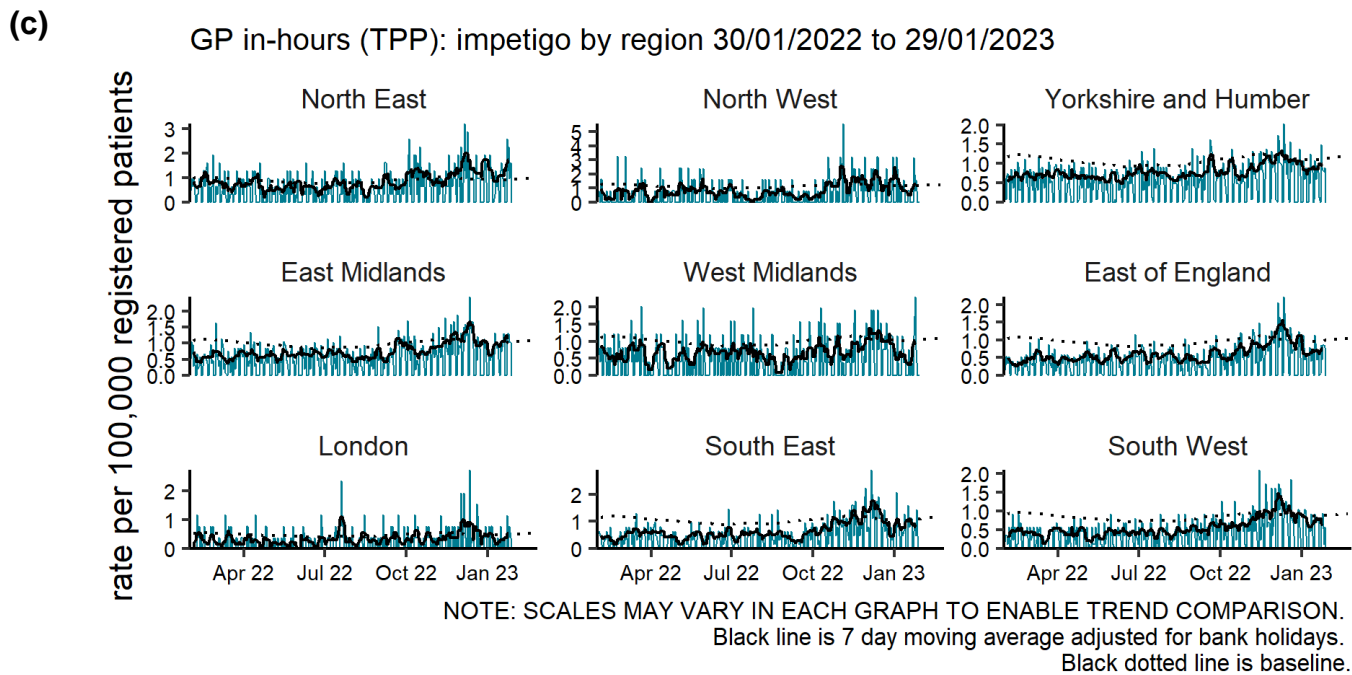 (c)
GP in-hours (TPP): impetigo by region 30/01/2022 to 29/01/2023
rate per 100,000 registered patients
North East
3
2
1
0
North West
5
4
3
2
1
0
Yorkshire and Humber
2.0
1.5
1.0
0.5
0.0
East Midlands
2.0
1.5
1.0
0.5
0.0
West Midlands
2.0
1.5
1.0
0.5
0.0
East of England
2.0
1.5
1.0
0.5
0.0
London
2
1
0
South East
2
1
0
South West
2.0
1.5
1.0
0.5
0.0
Apr 22 Jul 22 Oct 22 Jan 23
Apr 22 Jul 22 Oct 22 Jan 23
Apr 22 Jul 22 Oct 22 Jan 23
NOTE: SCALES MAY VARY IN EACH GRAPH TO ENABLE TREND COMPARISON.
Black line is 7 day moving average adjusted for bank holidays.
Black dotted line is baseline.